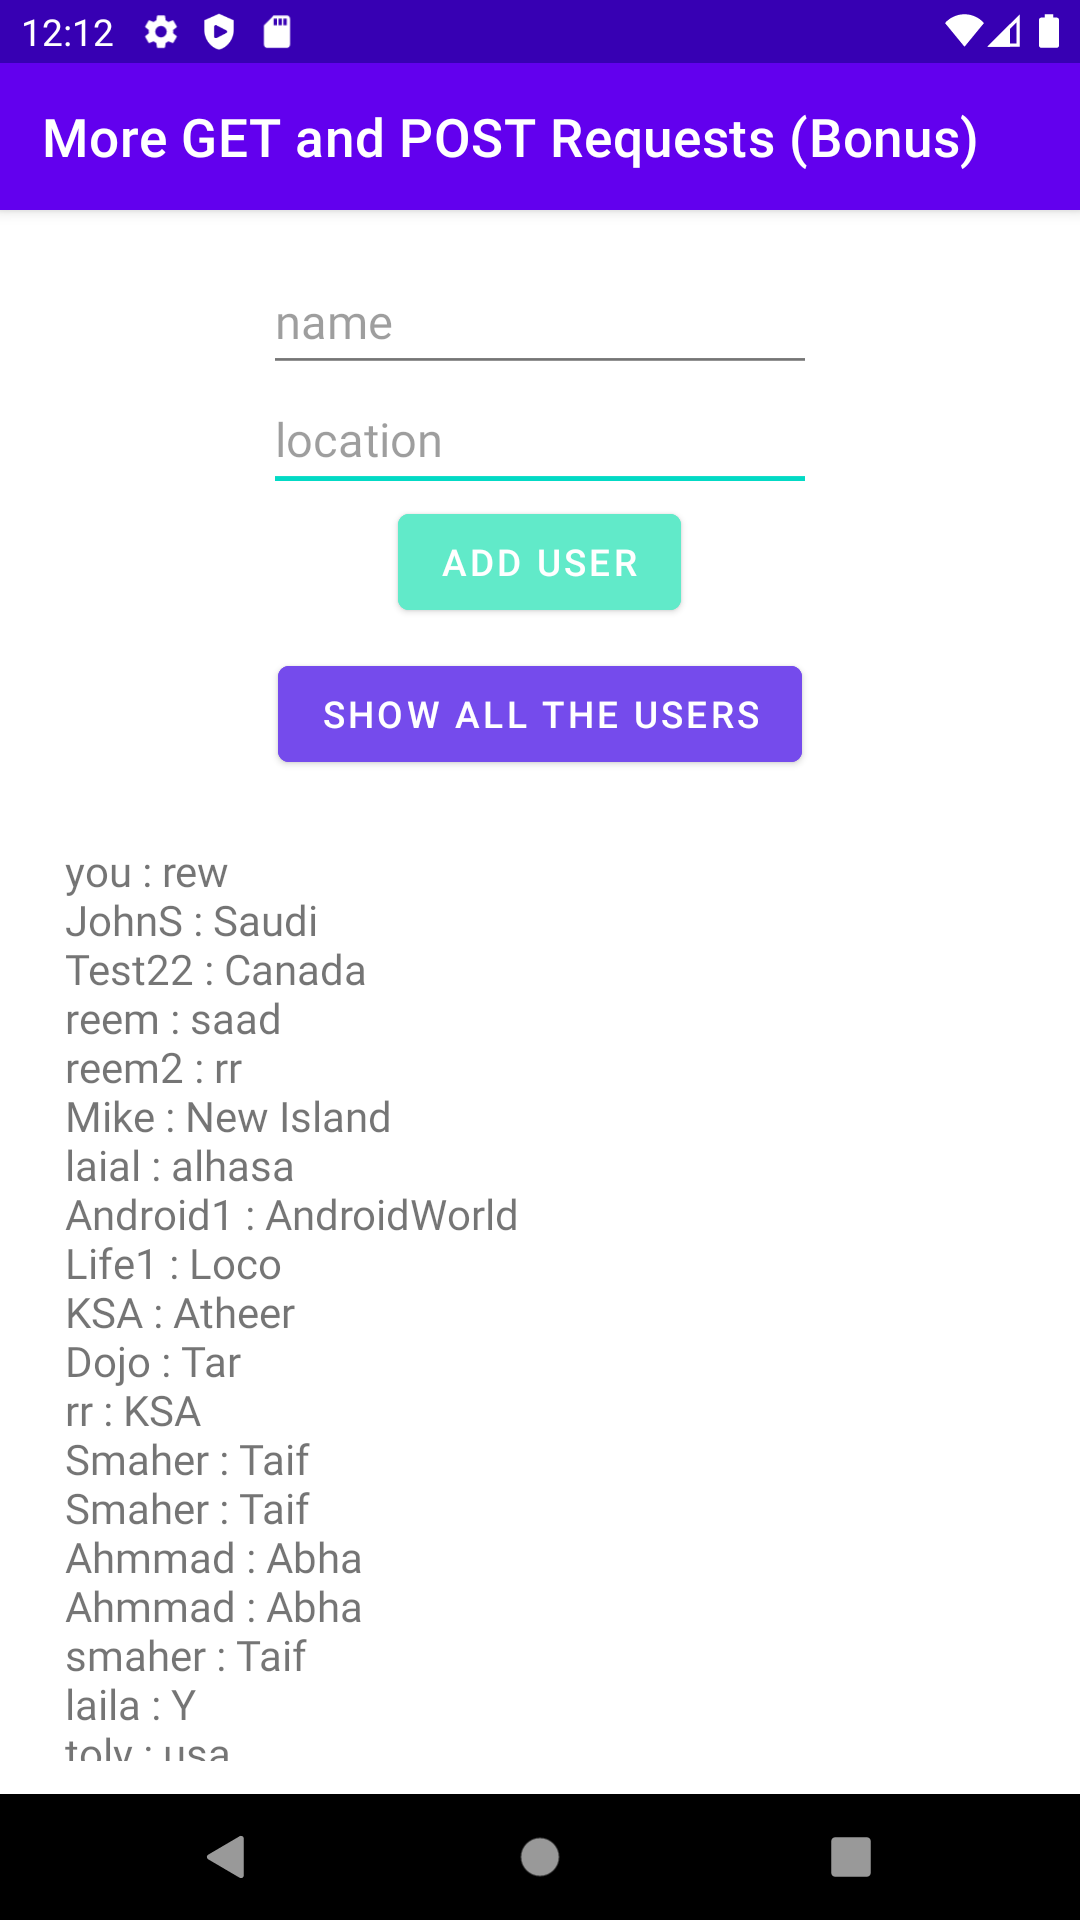 12:12
More GET and POST Requests (Bonus)
name
location
ADD USER
SHOW ALL THE USERS
you : rew
JohnS : Saudi
Test22 : Canada
reem : saad
reem2 : rr
Mike : New Island
laial : alhasa
Android1 : AndroidWorld
Life1 : Loco
KSA : Atheer
Dojo : Tar
rr : KSA
Smaher : Taif
Smaher : Taif
Ahmmad : Abha
Ahmmad : Abha
smaher : Taif
laila : Y
: usa